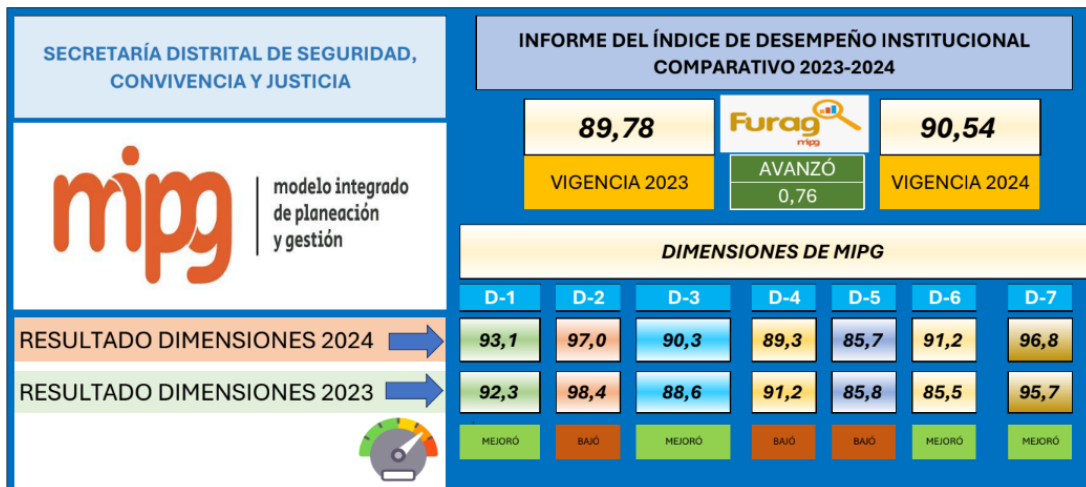 SECRETARÍA DISTRITAL DE SEGURIDAD,
CONVIVENCIA Y JUSTICIA
INFORME DEL ÍNDICE DE DESEMPEÑO INSTITUCIONAL
COMPARATIVO 2023-2024
89,78
Furag
mipg
90,54
VIGENCIA 2023
AVANZÓ
0,76
VIGENCIA 2024
mipg
modelo integrado
de planeación
y gestión
DIMENSIONES DE MIPG
D-1 D-2 D-3 D-4 D-5 D-6 D-7
RESULTADO DIMENSIONES 2024 93,1 97,0 90,3 89,3 85,7 91,2 96,8
RESULTADO DIMENSIONES 2023 92,3 98,4 88,6 91,2 85,8 85,5 95,7
MEJORÓ BAJÓ MEJORÓ BAJÓ BAJÓ MEJORÓ MEJORÓ